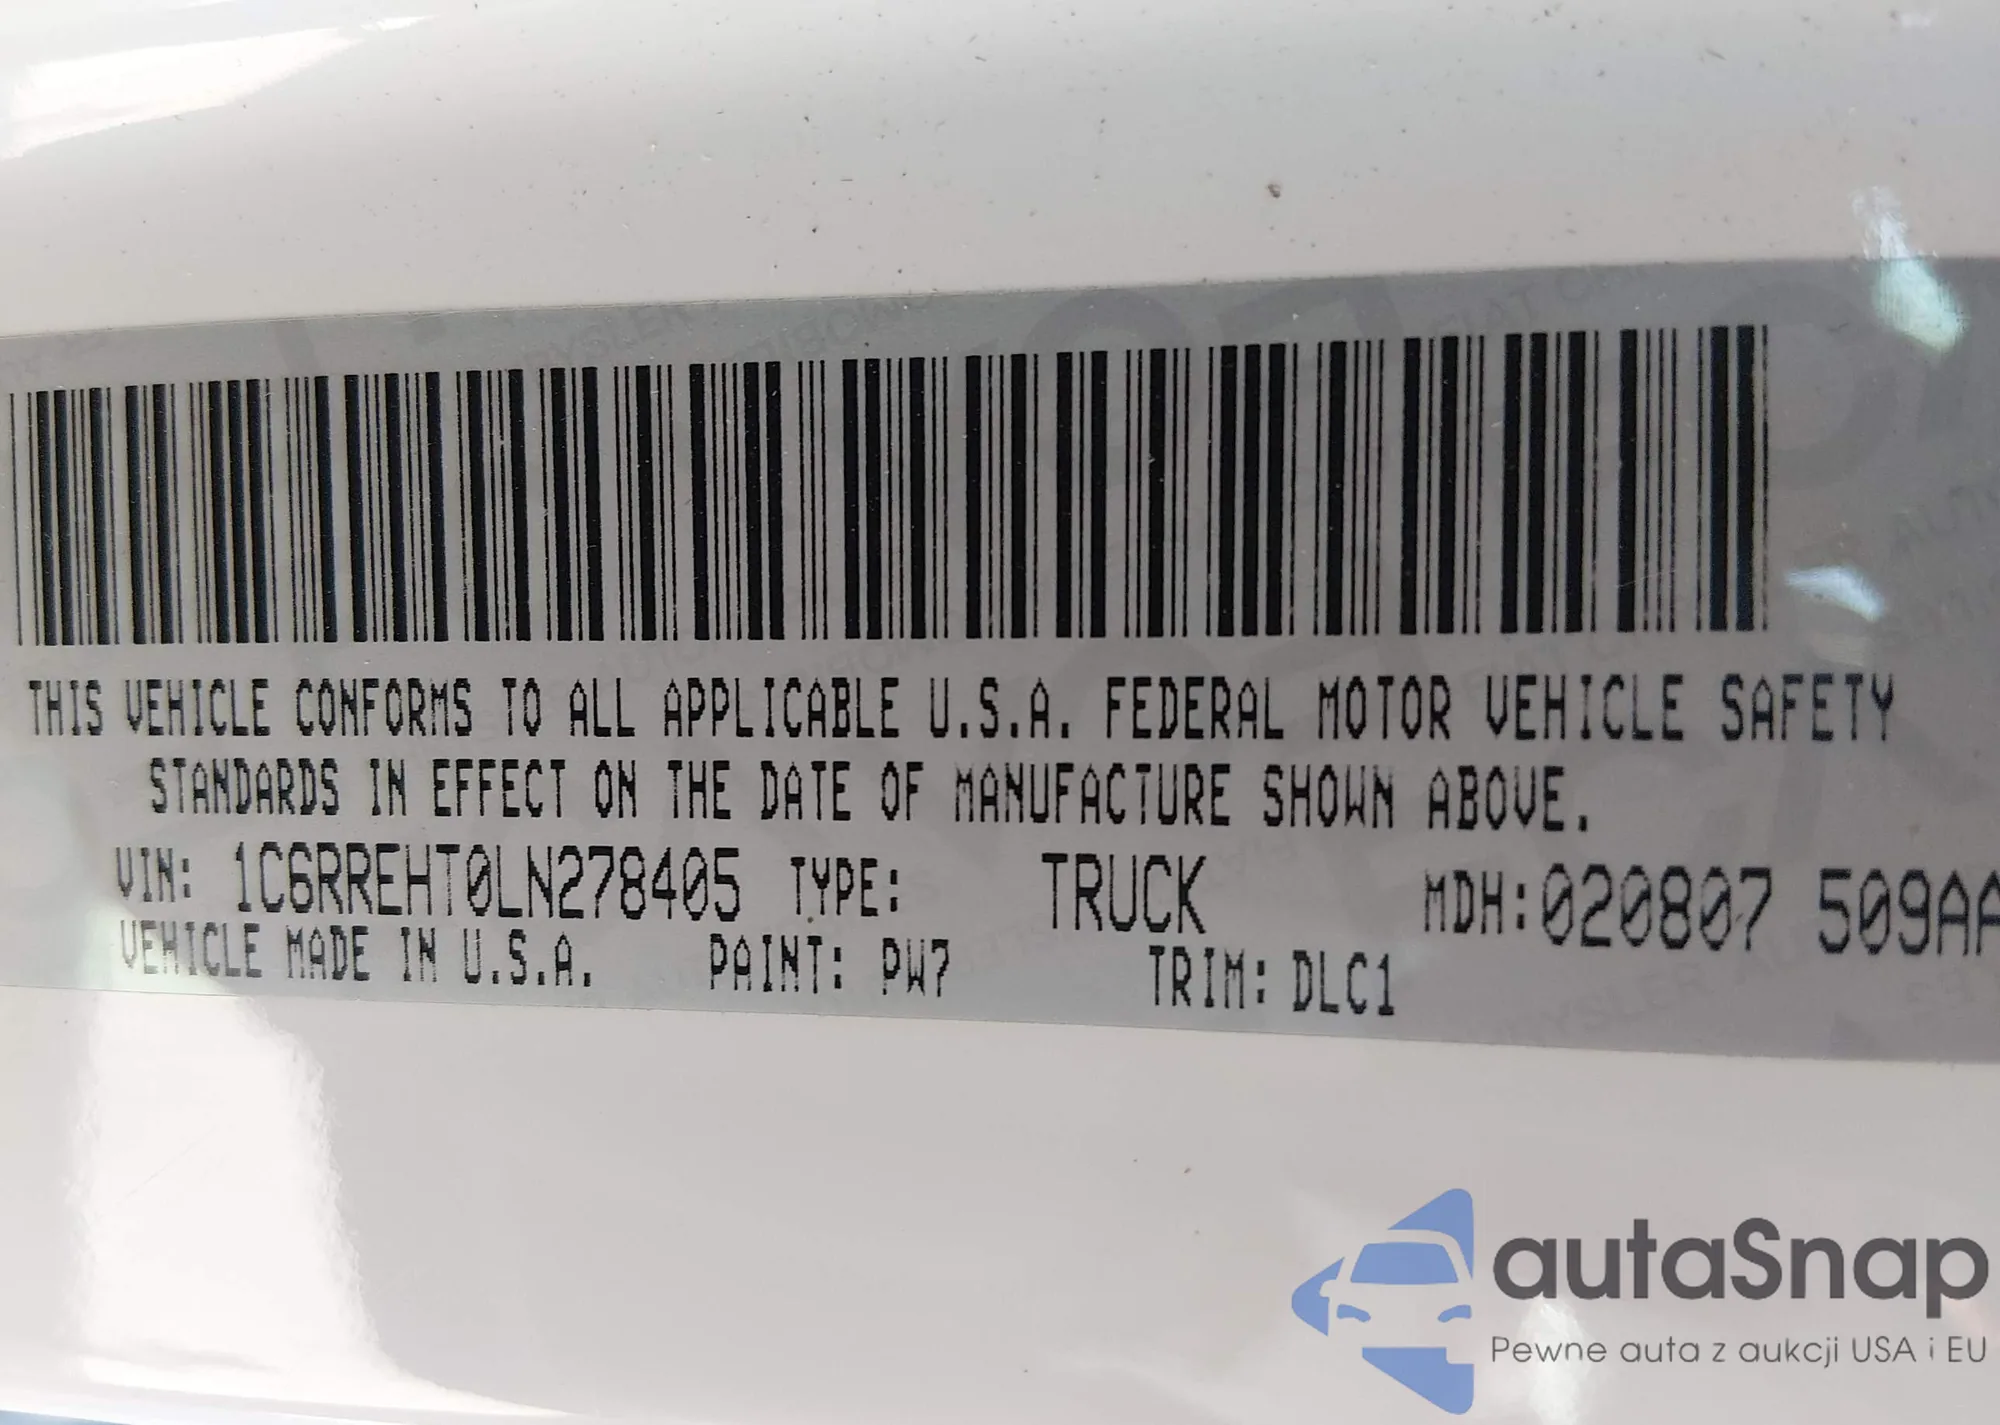 THIS VEHICLE CONFORMS TO ALL APPLICABLE U.S.A. FEDERAL MOTOR VEHICLE SAFETY
STANDARDS IN EFFECT ON THE DATE OF MANUFACTURE SHOWN ABOVE.
VIN: 1C6RREHT0LN278405 TYPE: TRUCK MDH:020807 509AA
VEHICLE MADE IN U.S.A. PAINT: PW7 TRIM: DLC1
autaSnap
Pewne auta z aukcji USA i EU